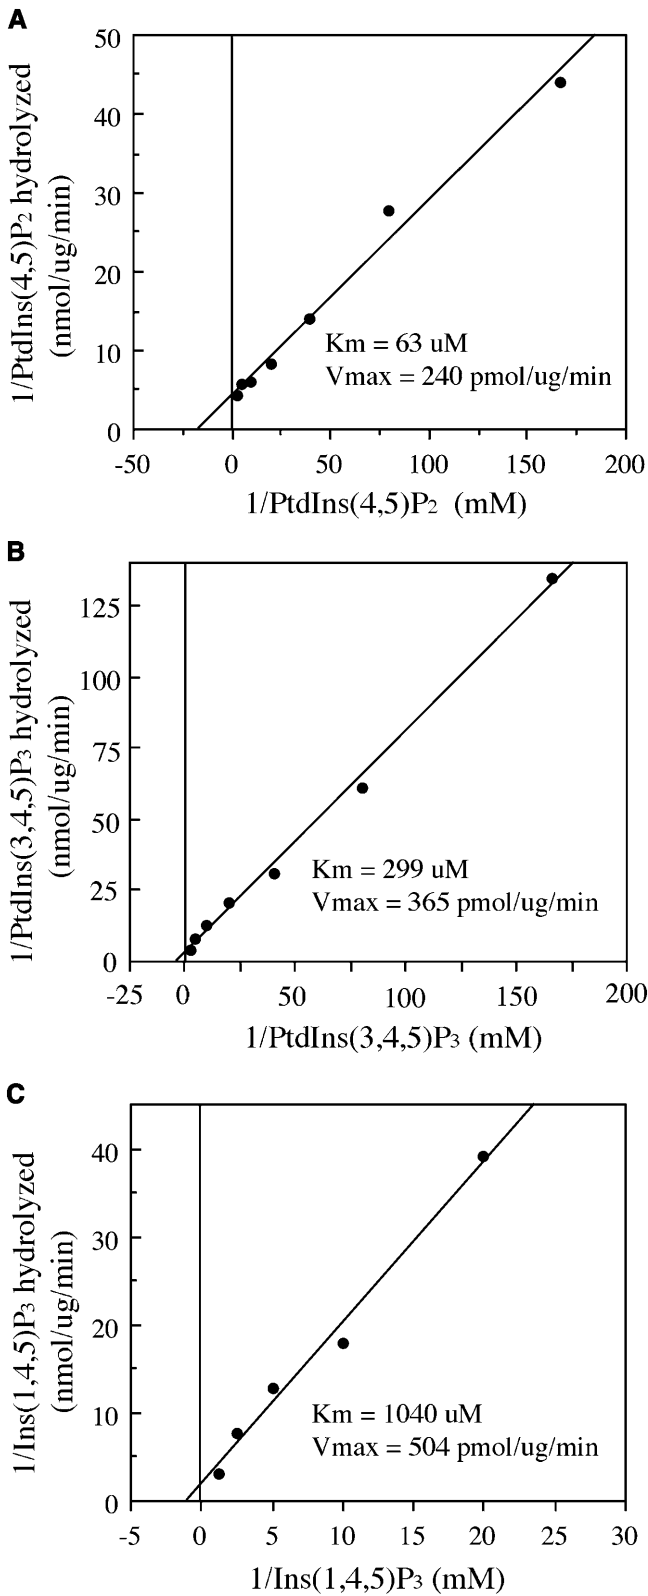 A
1/PtdIns(4,5)P2 hydrolyzed
(nmol/ug/min)
50
40
30
20
10
0
Km = 63 uM
Vmax = 240 pmol/ug/min
-50 0 50 100 150 200
1/PtdIns(4,5)P2 (mM)
B
1/PtdIns(3,4,5)P3 hydrolyzed
(nmol/ug/min)
125
100
75
50
25
0
Km = 299 uM
Vmax = 365 pmol/ug/min
-25 0 50 100 150 200
1/PtdIns(3,4,5)P3 (mM)
C
1/Ins(1,4,5)P3 hydrolyzed
(nmol/ug/min)
40
30
20
10
0
Km = 1040 uM
Vmax = 504 pmol/ug/min
-5 0 5 10 15 20 25 30
1/Ins(1,4,5)P3 (mM)